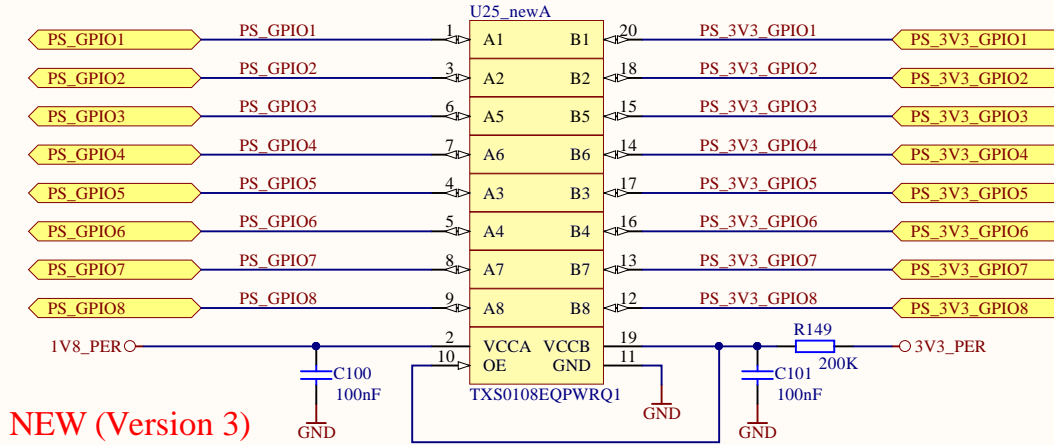 U25_newA
PS_GPIO1 PS_GPIO1 1 A1 B1 20 PS_3V3_GPIO1 PS_3V3_GPIO1
PS_GPIO2 PS_GPIO2 3 A2 B2 18 PS_3V3_GPIO2 PS_3V3_GPIO2
PS_GPIO3 PS_GPIO3 6 A5 B5 15 PS_3V3_GPIO3 PS_3V3_GPIO3
PS_GPIO4 PS_GPIO4 7 A6 B6 14 PS_3V3_GPIO4 PS_3V3_GPIO4
PS_GPIO5 PS_GPIO5 4 A3 B3 17 PS_3V3_GPIO5 PS_3V3_GPIO5
PS_GPIO6 PS_GPIO6 5 A4 B4 16 PS_3V3_GPIO6 PS_3V3_GPIO6
PS_GPIO7 PS_GPIO7 8 A7 B7 13 PS_3V3_GPIO7 PS_3V3_GPIO7
PS_GPIO8 PS_GPIO8 9 A8 B8 12 PS_3V3_GPIO8 PS_3V3_GPIO8
R149
1V8_PER 2 VCCA VCCB 19 3V3_PER
10 OE GND 11 200K
C100 C101
100nF TXS0108EQPWRQ1 100nF
GND
NEW (Version 3) GND GND